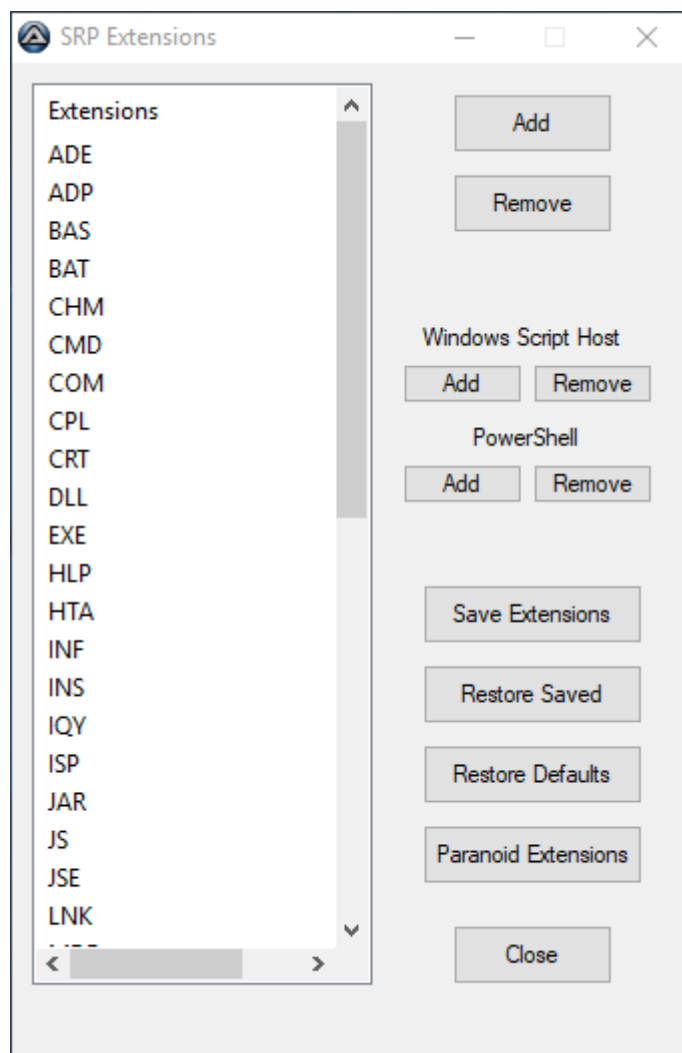 SRP Extensions
Extensions
ADE
ADP
BAS
BAT
CHM
CMD
COM
CPL
CRT
DLL
EXE
HLP
HTA
INF
INS
IQY
ISP
JAR
JS
JSE
LNK
Add
Remove
Windows Script Host
Add Remove
PowerShell
Add Remove
Save Extensions
Restore Saved
Restore Defaults
Paranoid Extensions
Close